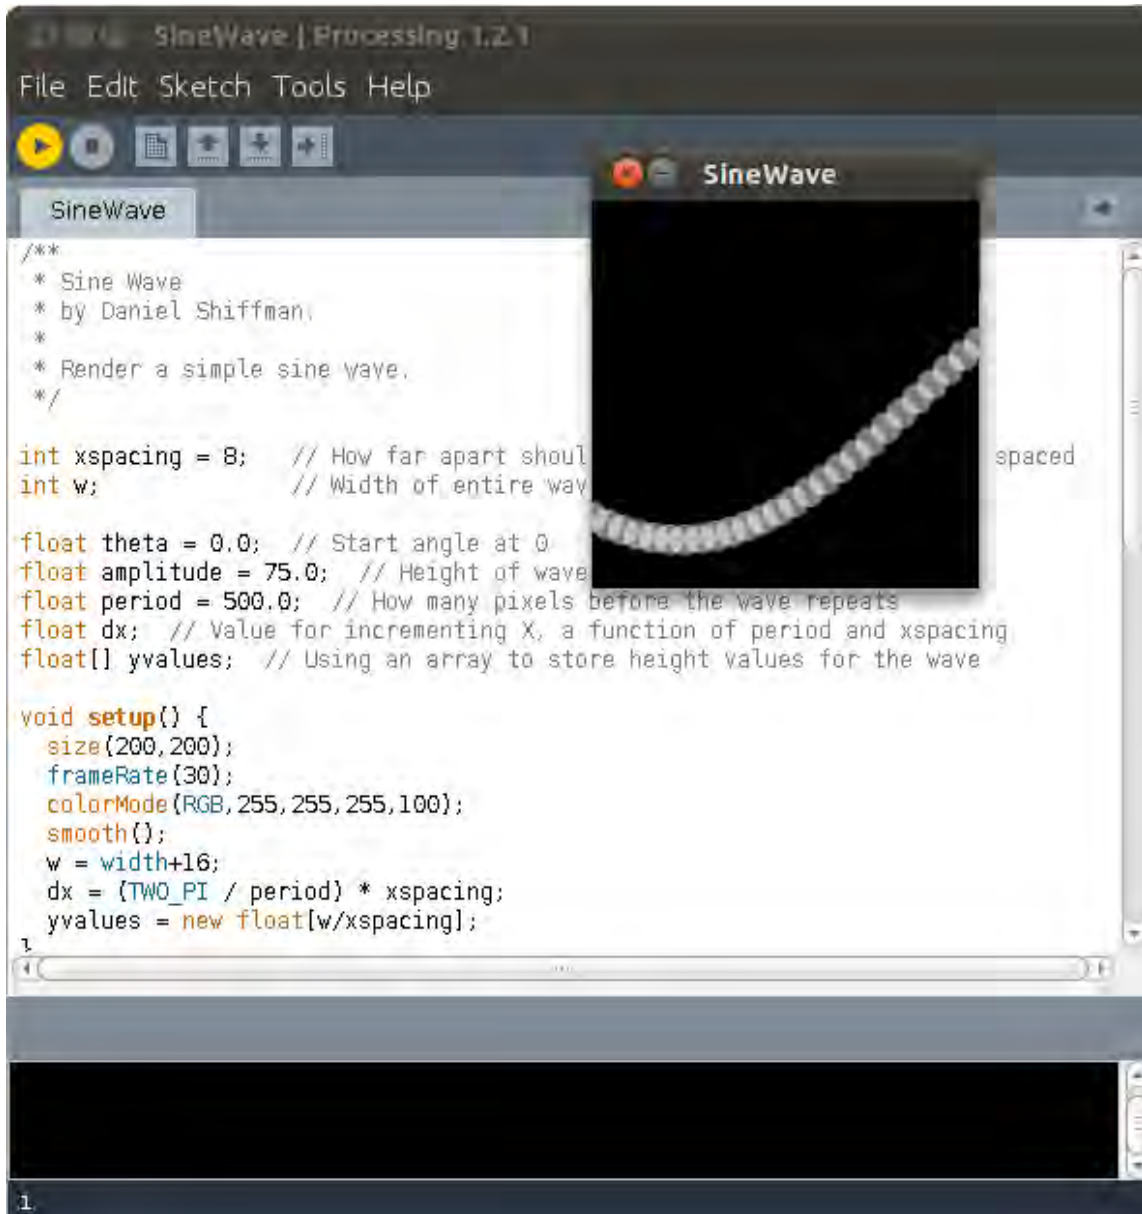 SineWave | Processing 1.2.1
File Edit Sketch Tools Help
SineWave
SineWave
/**
 * Sine Wave
 * by Daniel Shiffman.
 *
 * Render a simple sine wave.
 */
int xspacing = 8;   // How far apart shoul spaced
int w;              // Width of entire wav
float theta = 0.0;  // Start angle at 0
float amplitude = 75.0;  // Height of wave
float period = 500.0;  // How many pixels before the wave repeats
float dx;  // Value for incrementing X, a function of period and xspacing
float[] yvalues;  // Using an array to store height values for the wave
void setup() {
  size(200,200);
  frameRate(30);
  colorMode(RGB,255,255,255,100);
  smooth();
  w = width+16;
  dx = (TWO_PI / period) * xspacing;
  yvalues = new float[w/xspacing];
}
1